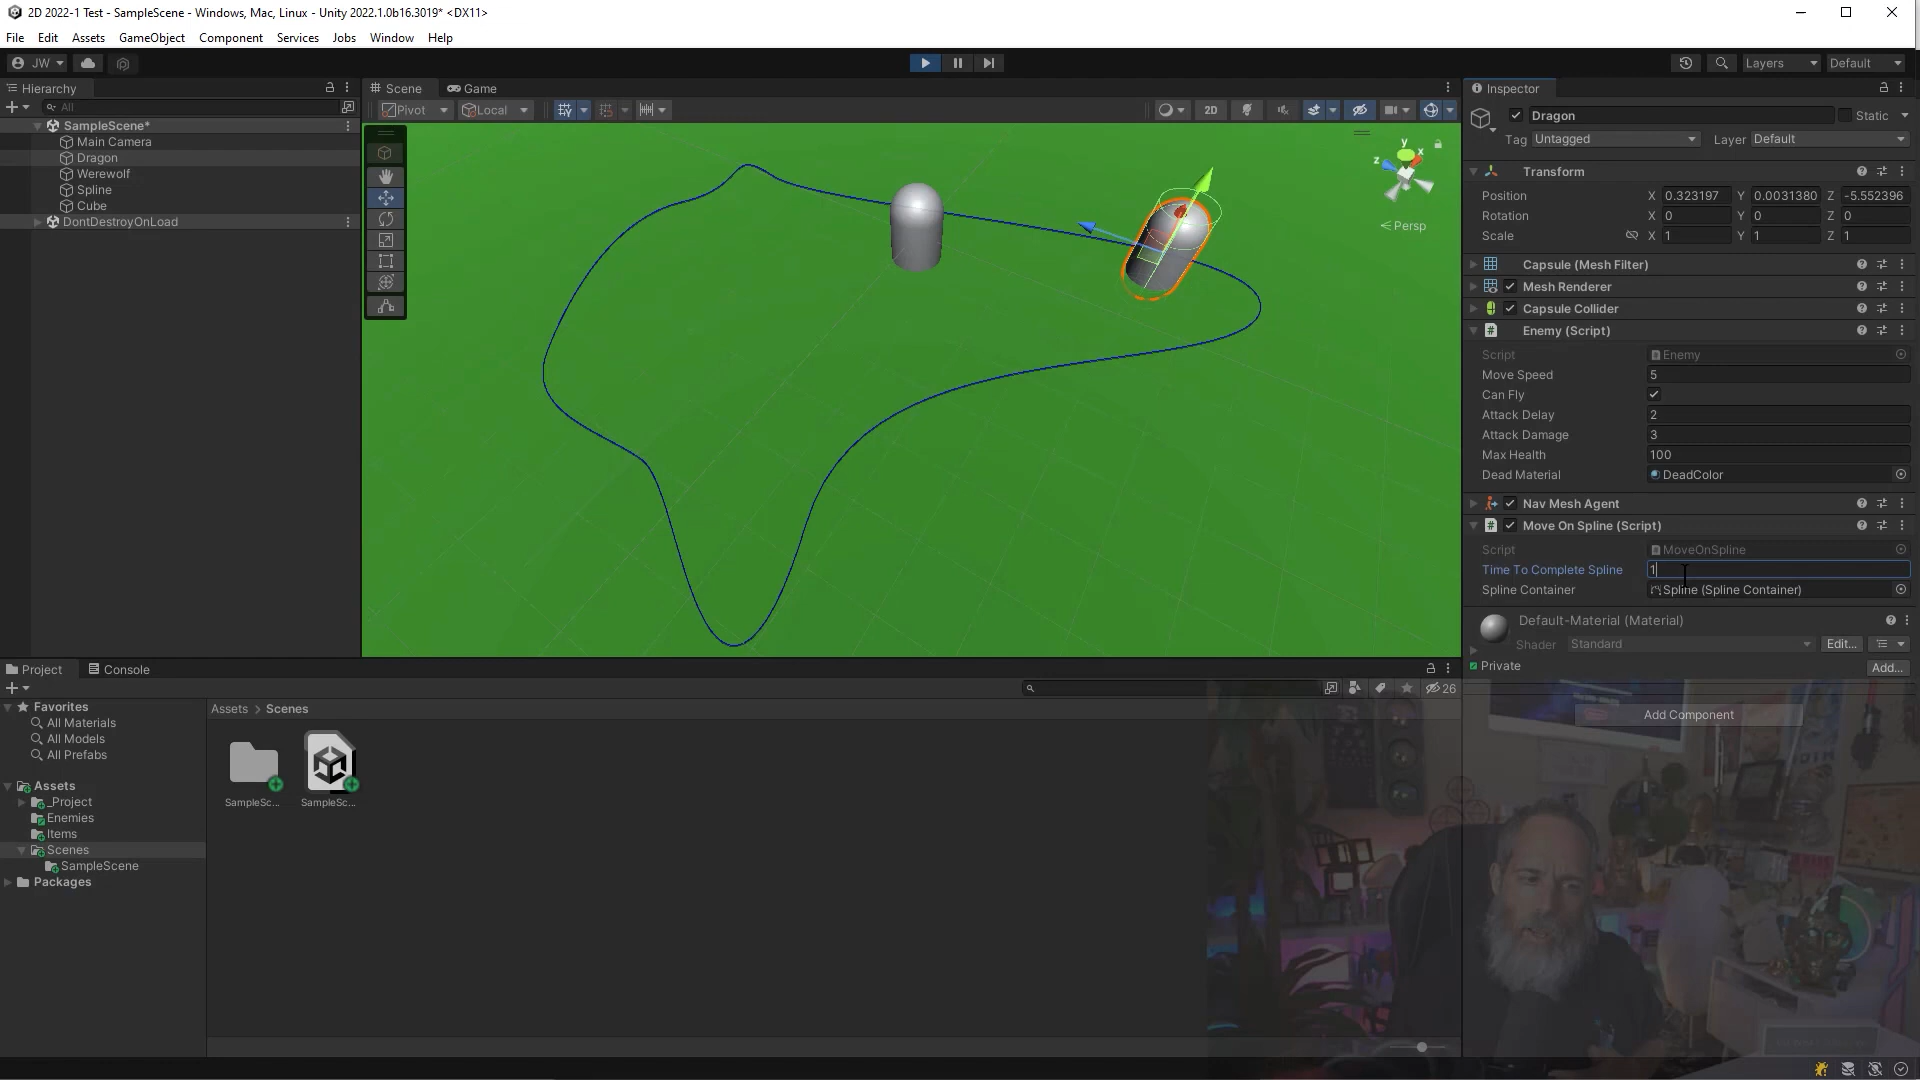 2D 2022-1 Test - SampleScene - Windows, Mac, Linux - Unity 2022.1.0b16.3019* <DX11>
File Edit Assets GameObject Component Services Jobs Window Help
JW
Layers
Default
Hierarchy
All
SampleScene*
Main Camera
Dragon
Werewolf
Spline
Cube
DontDestroyOnLoad
Scene
Game
Pivot
Local
2D
y
x
z
Persp
Inspector
Dragon
Static
Tag Untagged Layer Default
Transform
Position X 0.323197 Y 0.0031380 Z -5.552396
Rotation X 0 Y 0 Z 0
Scale X 1 Y 1 Z 1
Capsule (Mesh Filter)
Mesh Renderer
Capsule Collider
Enemy (Script)
Script Enemy
Move Speed 5
Can Fly
Attack Delay 2
Attack Damage 3
Max Health 100
Dead Material DeadColor
Nav Mesh Agent
Move On Spline (Script)
Script MoveOnSpline
Time To Complete Spline 1
Spline Container Spline (Spline Container)
Default-Material (Material)
Shader Standard Edit...
Private
Add...
Add Component
Project
Console
26
Favorites
All Materials
All Models
All Prefabs
Assets
_Project
Enemies
Items
Scenes
SampleScene
Packages
Assets > Scenes
SampleSc...
SampleSc...